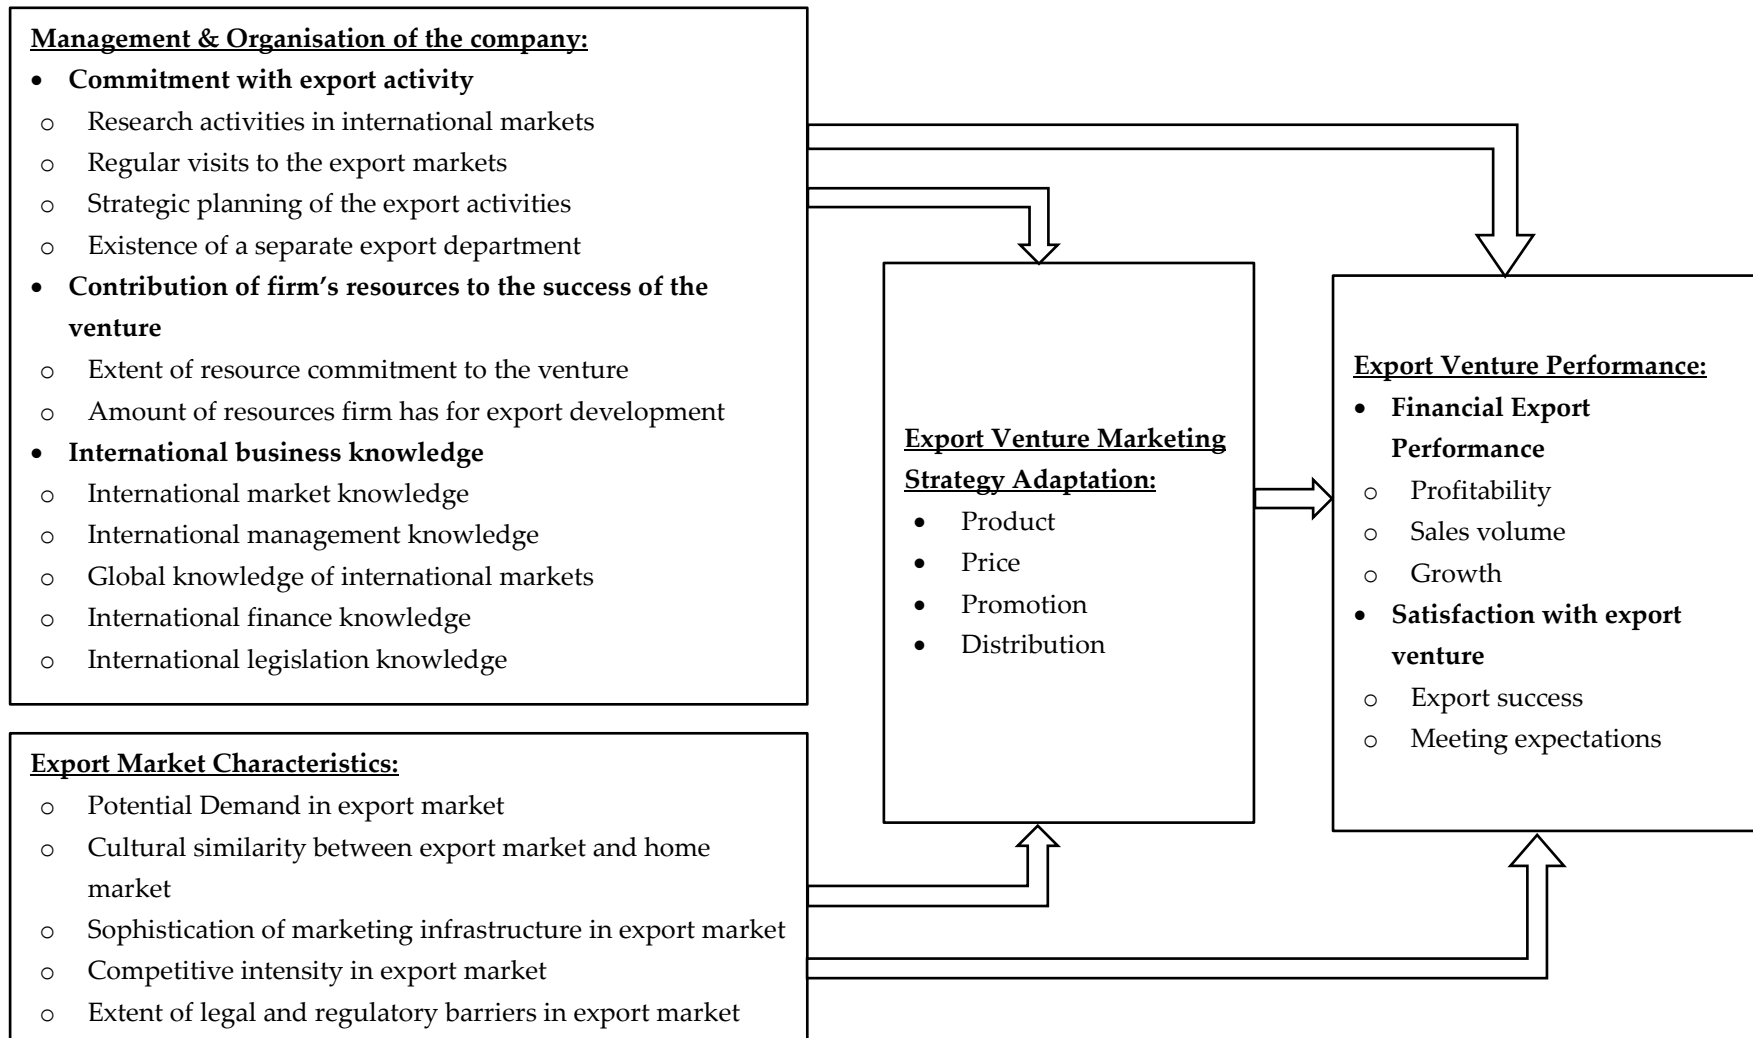 Management & Organisation of the company:
• Commitment with export activity
o Research activities in international markets
o Regular visits to the export markets
o Strategic planning of the export activities
o Existence of a separate export department
• Contribution of firm’s resources to the success of the
venture
o Extent of resource commitment to the venture
o Amount of resources firm has for export development
• International business knowledge
o International market knowledge
o International management knowledge
o Global knowledge of international markets
o International finance knowledge
o International legislation knowledge
Export Market Characteristics:
o Potential Demand in export market
o Cultural similarity between export market and home
market
o Sophistication of marketing infrastructure in export market
o Competitive intensity in export market
o Extent of legal and regulatory barriers in export market
Export Venture Marketing
Strategy Adaptation:
• Product
• Price
• Promotion
• Distribution
Export Venture Performance:
• Financial Export
Performance
o Profitability
o Sales volume
o Growth
• Satisfaction with export
venture
o Export success
o Meeting expectations